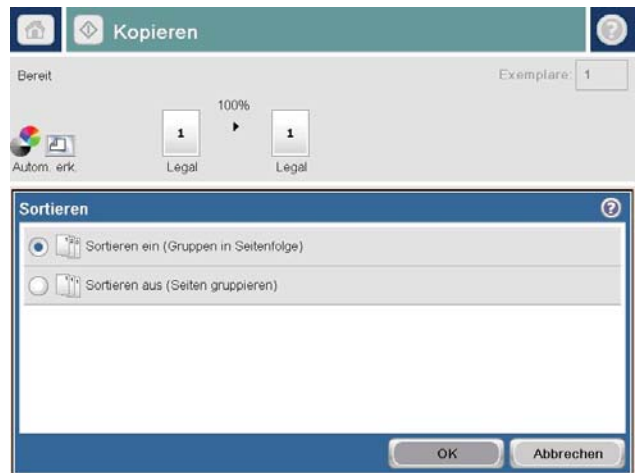 Kopieren
Bereit
Exemplare: 1
100%
1 1
Autom. erk. Legal Legal
Sortieren
Sortieren ein (Gruppen in Seitenfolge)
Sortieren aus (Seiten gruppieren)
OK Abbrechen